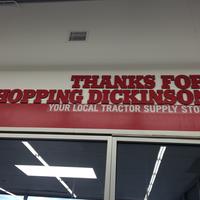 THANKS FOR
HOPPING DICKINSON
YOUR LOCAL TRACTOR SUPPLY STO